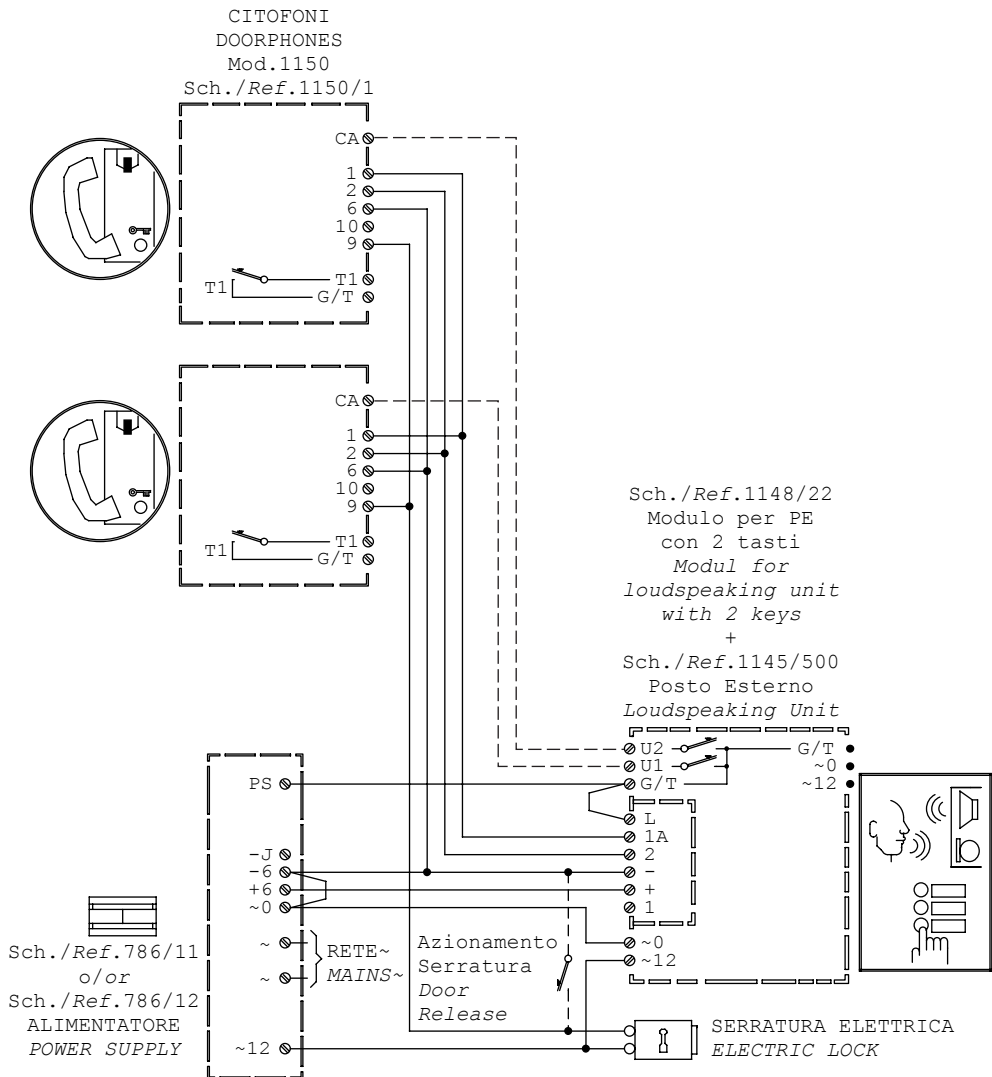 CITOFONI
DOORPHONES
Mod.1150
Sch./Ref.1150/1
CA
1
2
6
10
9
T1
T1
G/T
CA
1
2
6
10
9
T1
T1
G/T
Sch./Ref.1148/22
Modulo per PE
con 2 tasti
Modul for
loudspeaking unit
with 2 keys
+
Sch./Ref.1145/500
Posto Esterno
Loudspeaking Unit
U2
G/T
U1
~0
G/T
~12
L
1A
2
-
+
1
~0
~12
PS
-J
-6
+6
~0
~
~
~12
RETE~
MAINS~
Azionamento
Serratura
Door
Release
Sch./Ref.786/11
o/or
Sch./Ref.786/12
ALIMENTATORE
POWER SUPPLY
SERRATURA ELETTRICA
ELECTRIC LOCK